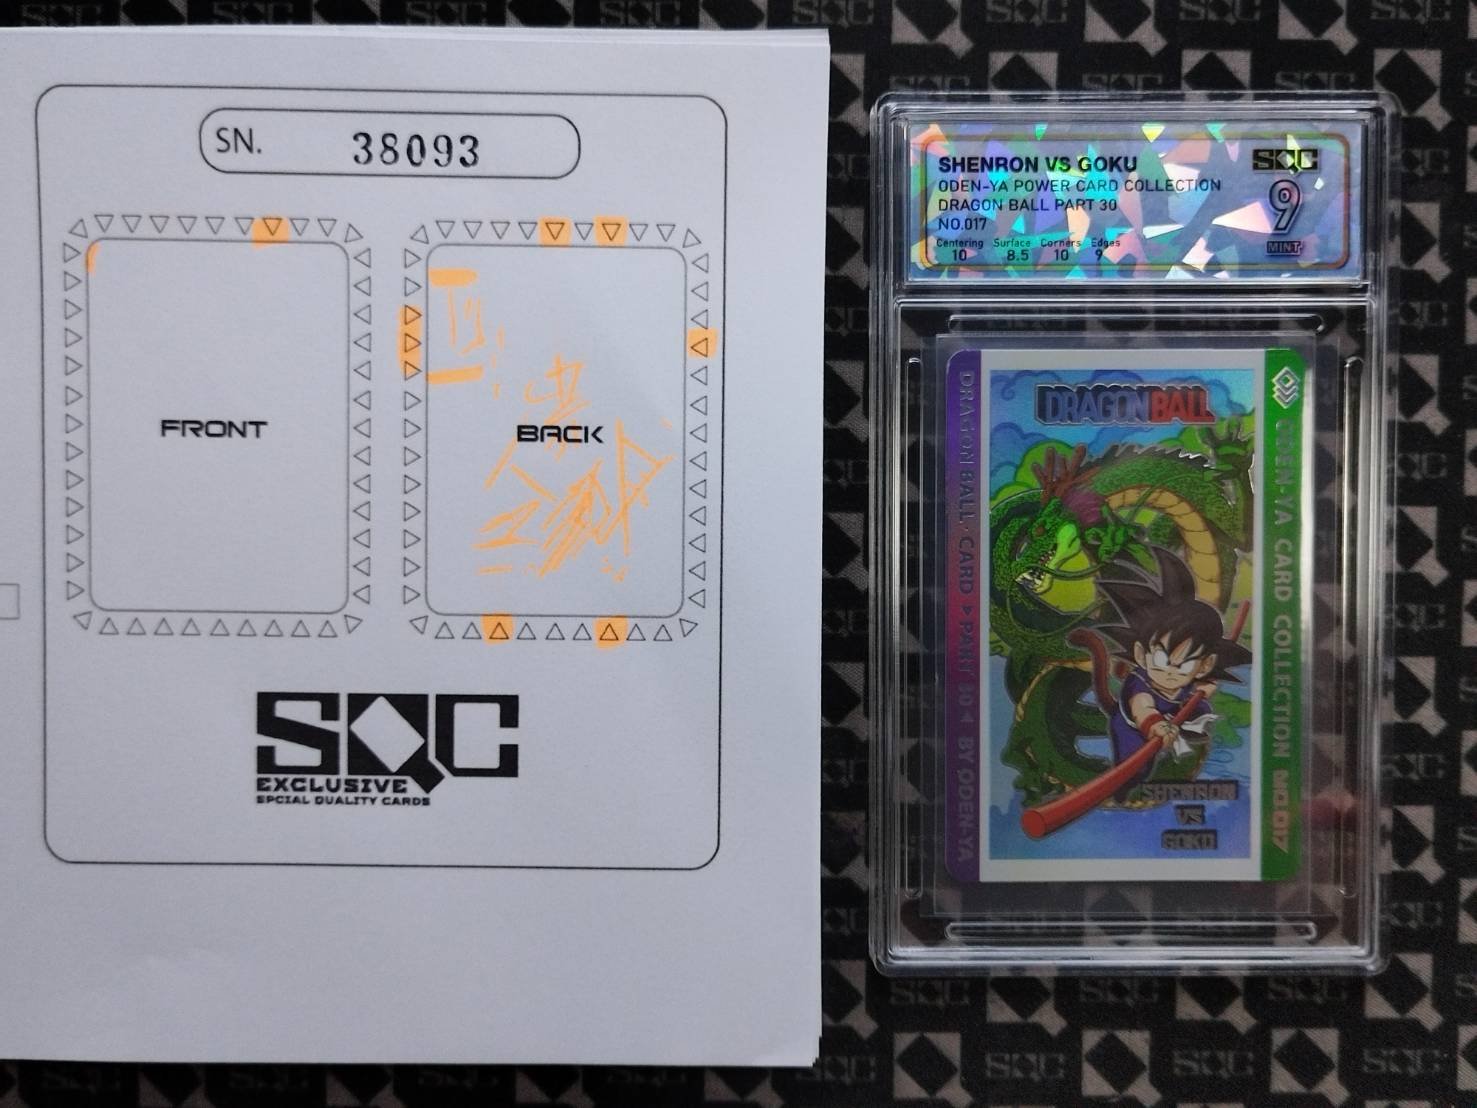 SN. 38093
FRONT
BACK
SQC
EXCLUSIVE
SPCIAL QUALITY CARDS
SHENRON VS GOKU
ODEN-YA POWER CARD COLLECTION
DRAGON BALL PART 30
NO.017
Centering Surface Corners Edges
10 8.5 10 9
SQC
9
MINT
DRAGON BALL CARD ▸ PART 30 ◂ BY ODEN-YA
DRAGONBALL
ODEN-YA CARD COLLECTION NO.017
SHENRON
VS
GOKU